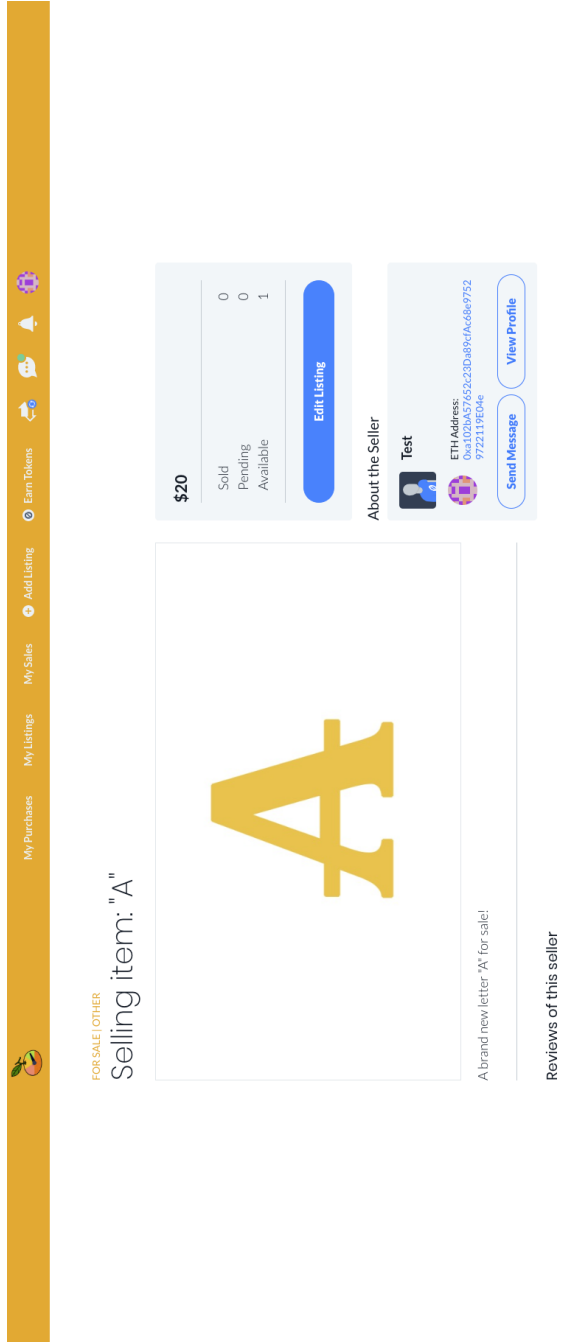 My Purchases
My Listings
My Sales
Add Listing
Earn Tokens
FOR SALE | OTHER
Selling item: "A"
A
A brand new letter "A" for sale!
Reviews of this seller
$20
Sold 0
Pending 0
Available 1
Edit Listing
About the Seller
Test
ETH Address:
0xa102bA57652c23Da89cfAc68e9752
9722119E04e
Send Message
View Profile